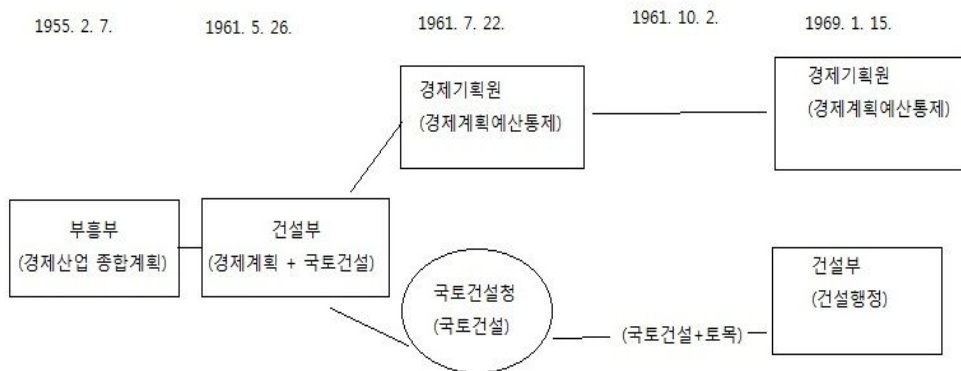 1955. 2. 7.
1961. 5. 26.
1961. 7. 22.
1961. 10. 2.
1969. 1. 15.
경제기획원
(경제계획예산통제)
경제기획원
(경제계획예산통제)
부흥부
(경제산업 종합계획)
건설부
(경제계획 + 국토건설)
국토건설청
(국토건설)
(국토건설+토목)
건설부
(건설행정)